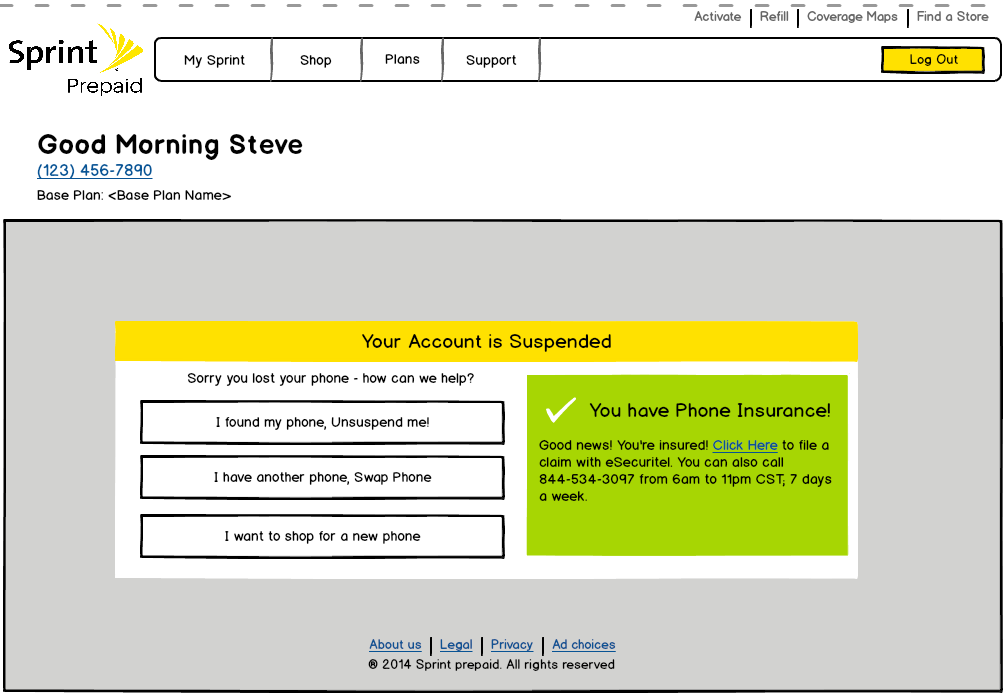 Activate | Refill | Coverage Maps | Find a Store
Sprint
Prepaid
My Sprint
Shop
Plans
Support
Log Out
Good Morning Steve
(123) 456-7890
Base Plan: <Base Plan Name>
Your Account is Suspended
Sorry you lost your phone - how can we help?
I found my phone, Unsuspend me!
I have another phone, Swap Phone
I want to shop for a new phone
You have Phone Insurance!
Good news! You're insured! Click Here to file a
claim with eSecuritel. You can also call
844-534-3097 from 6am to 11pm CST, 7 days
a week.
About us | Legal | Privacy | Ad choices
® 2014 Sprint prepaid. All rights reserved